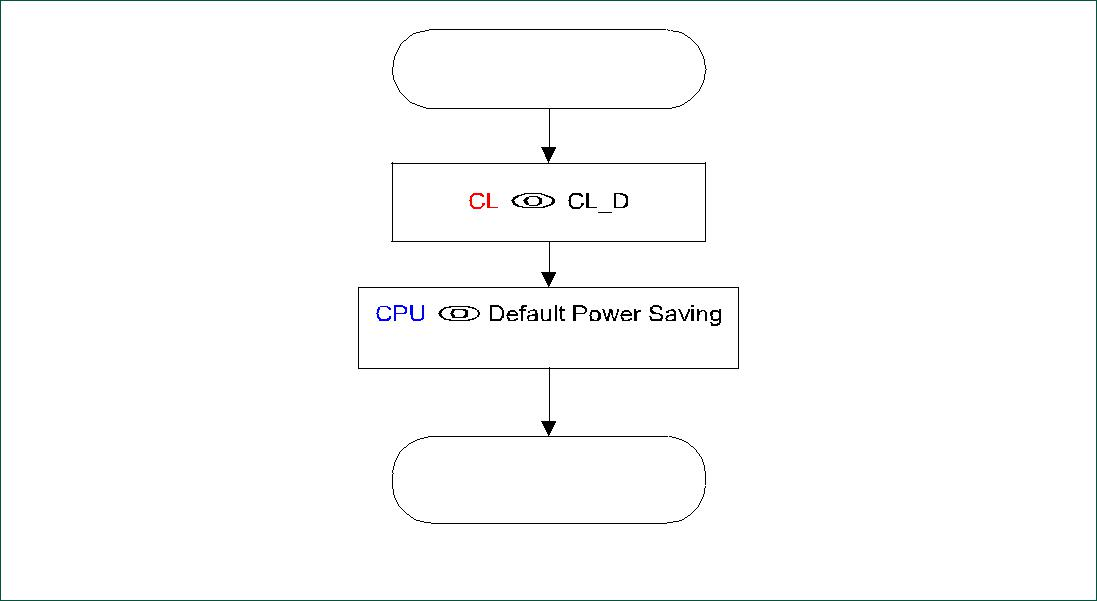 CL ⊂⊙⊃ CL_D
CPU ⊂⊙⊃ Default Power Saving